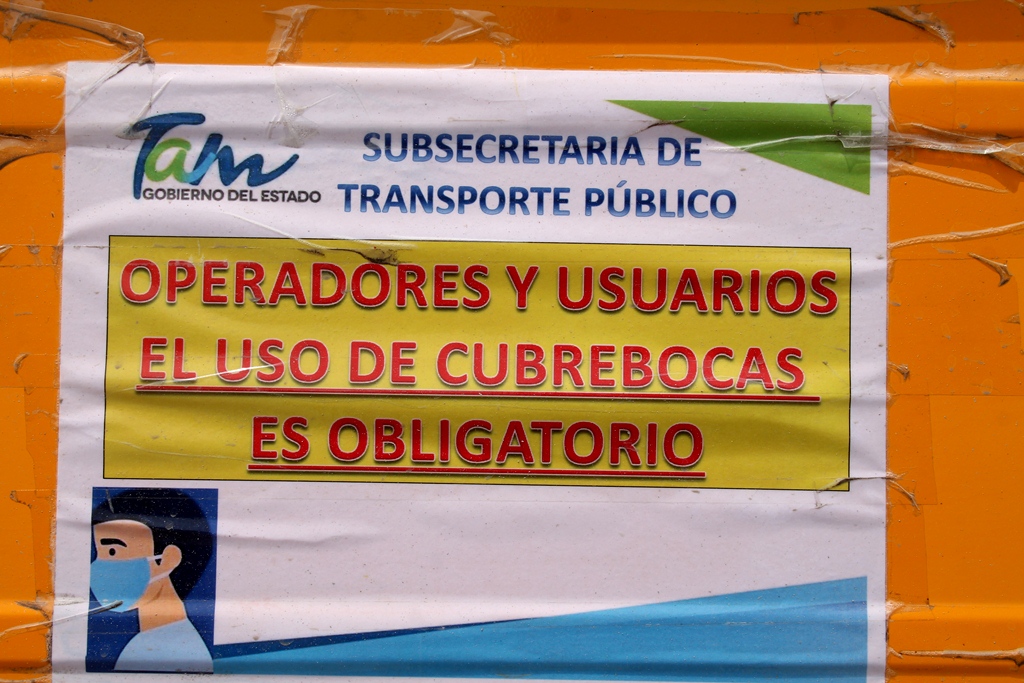 Tam
GOBIERNO DEL ESTADO
SUBSECRETARIA DE
TRANSPORTE PÚBLICO
OPERADORES Y USUARIOS
EL USO DE CUBREBOCAS
ES OBLIGATORIO